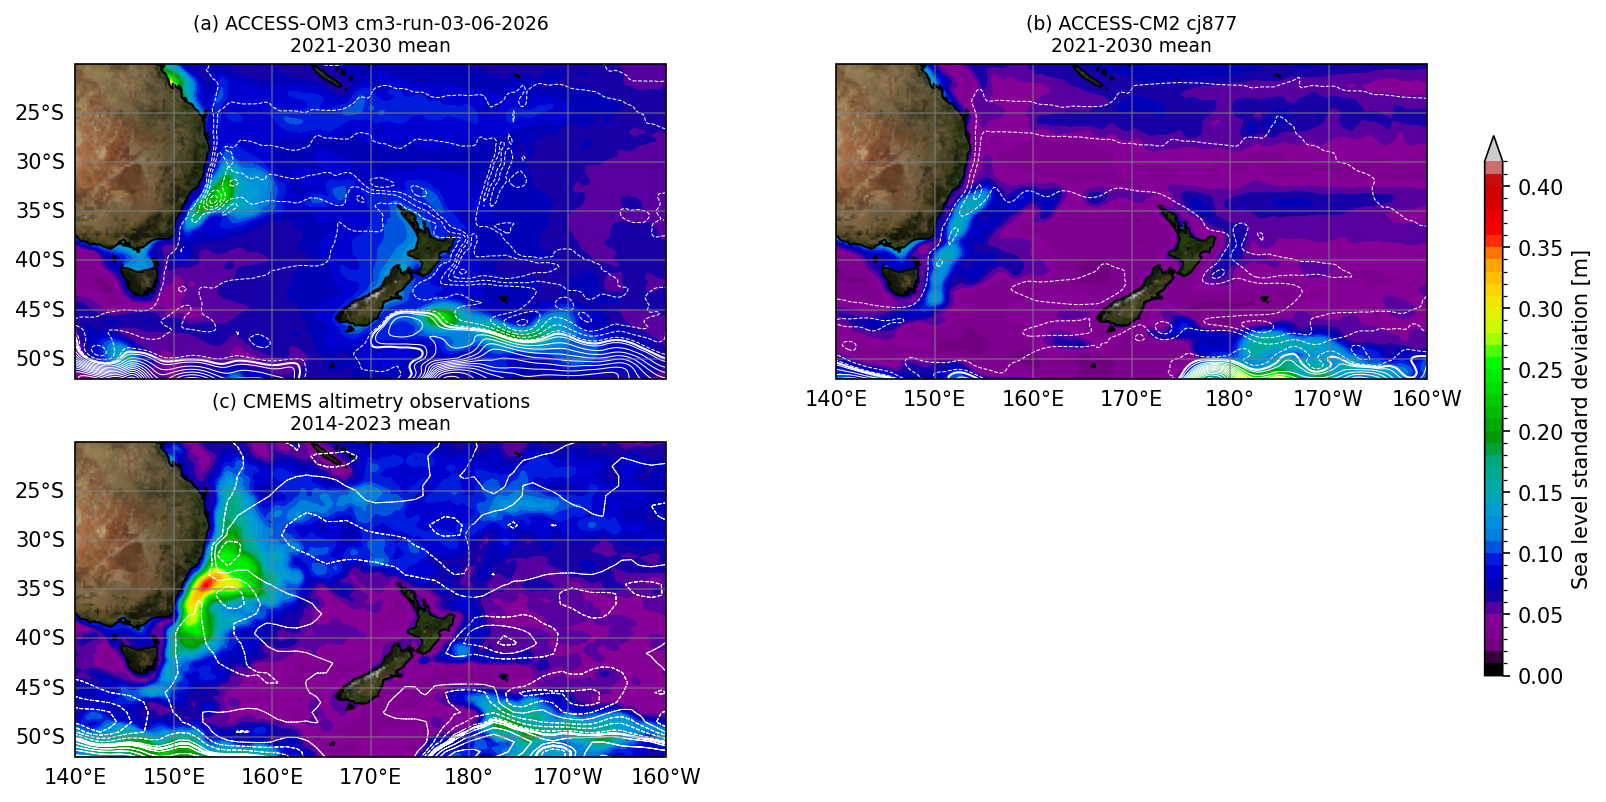 (a) ACCESS-OM3 cm3-run-03-06-2026
2021-2030 mean
25°S
30°S
35°S
40°S
45°S
50°S
(b) ACCESS-CM2 cj877
2021-2030 mean
140°E 150°E 160°E 170°E 180° 170°W 160°W
(c) CMEMS altimetry observations
2014-2023 mean
25°S
30°S
35°S
40°S
45°S
50°S
140°E 150°E 160°E 170°E 180° 170°W 160°W
0.40
0.35
0.30
0.25
0.20
0.15
0.10
0.05
0.00
Sea level standard deviation [m]